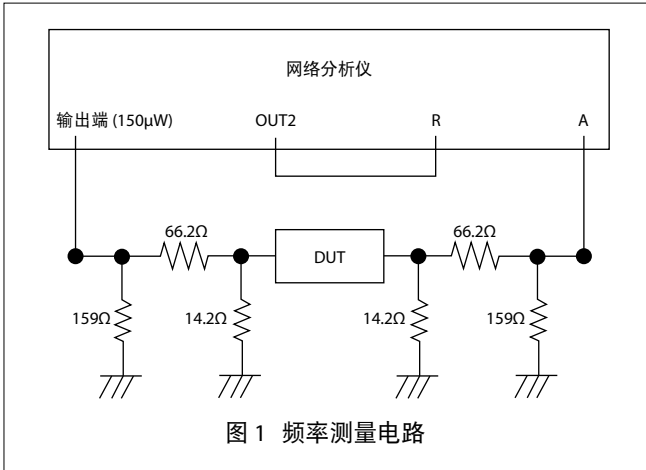 网络分析仪
输出端 (150μW)
OUT2
R
A
66.2Ω
66.2Ω
DUT
159Ω
14.2Ω
14.2Ω
159Ω
图 1 频率测量电路